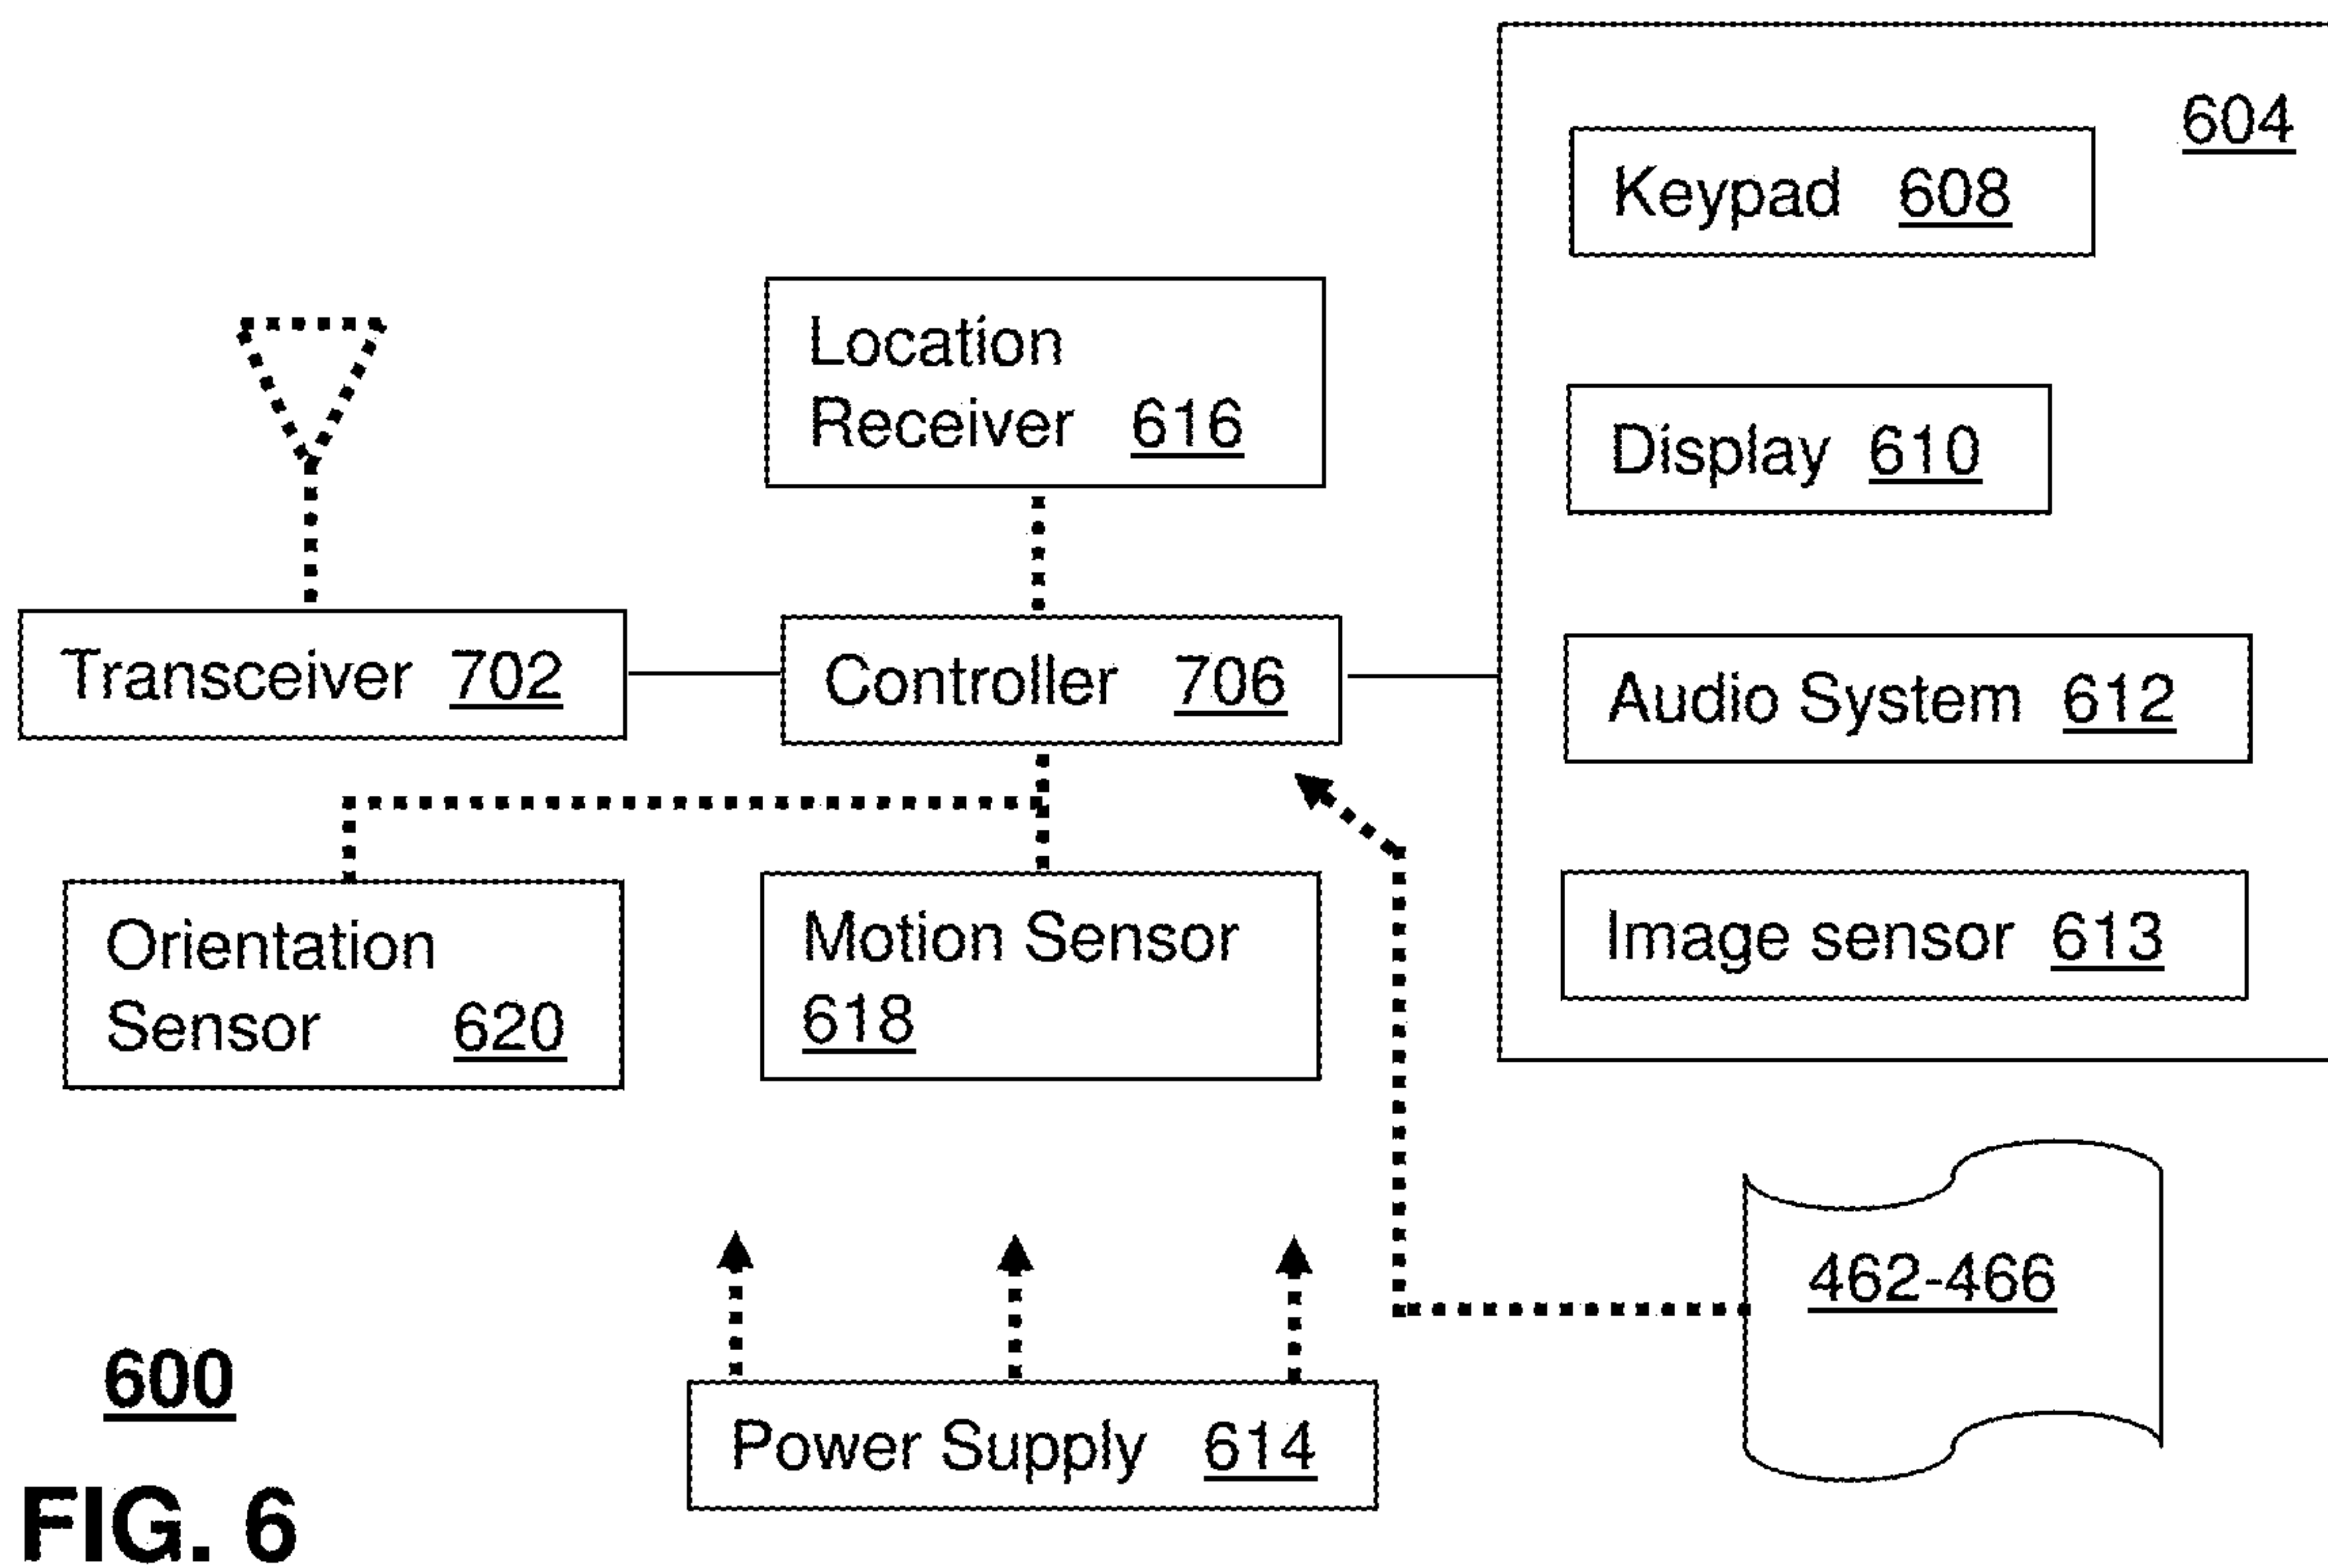 604
Keypad 608
Location
Receiver 616
Display 610
Transceiver 702
Controller 706
Audio System 612
Orientation
Sensor 620
Motion Sensor
618
Image sensor 613
462-466
600
Power Supply 614
FIG. 6